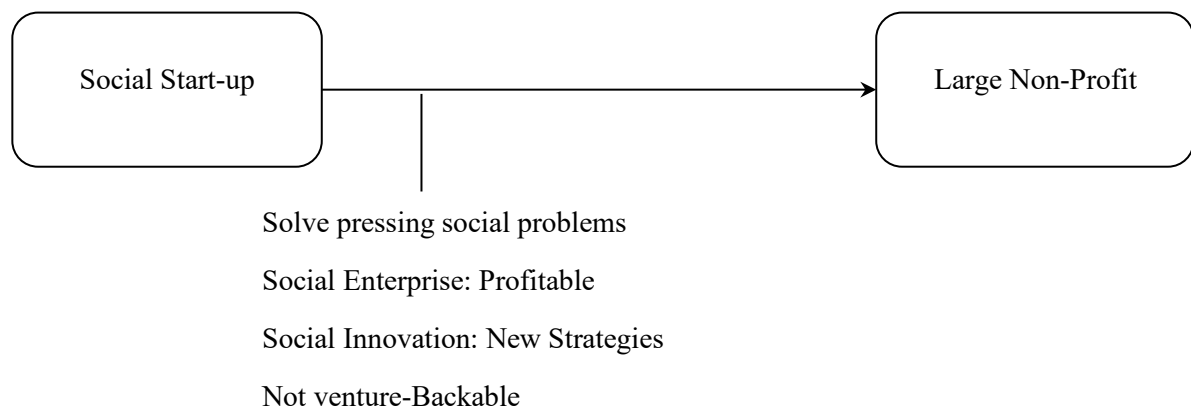 Social Start-up
Large Non-Profit
Solve pressing social problems
Social Enterprise: Profitable
Social Innovation: New Strategies
Not venture-Backable